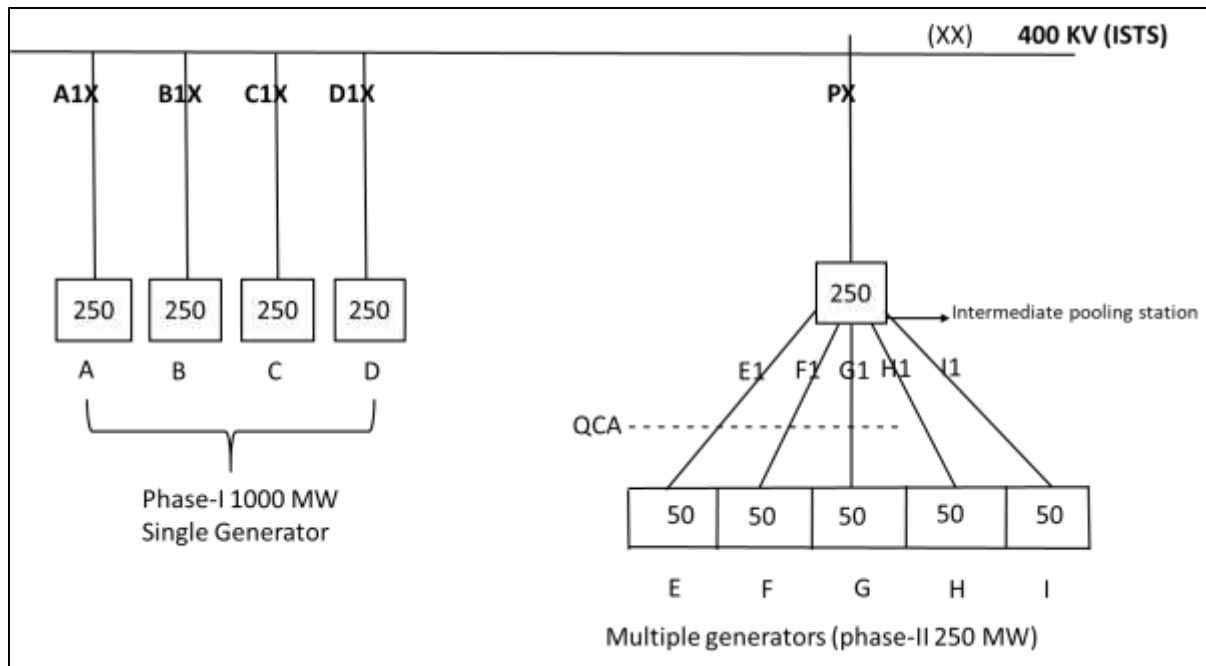 (XX) 400 KV (ISTS)
A1X B1X C1X D1X PX
250 250 250 250 250
Intermediate pooling station
A B C D
E1 F1 G1 H1 I1
QCA
Phase-I 1000 MW
Single Generator
50 50 50 50 50
E F G H I
Multiple generators (phase-II 250 MW)